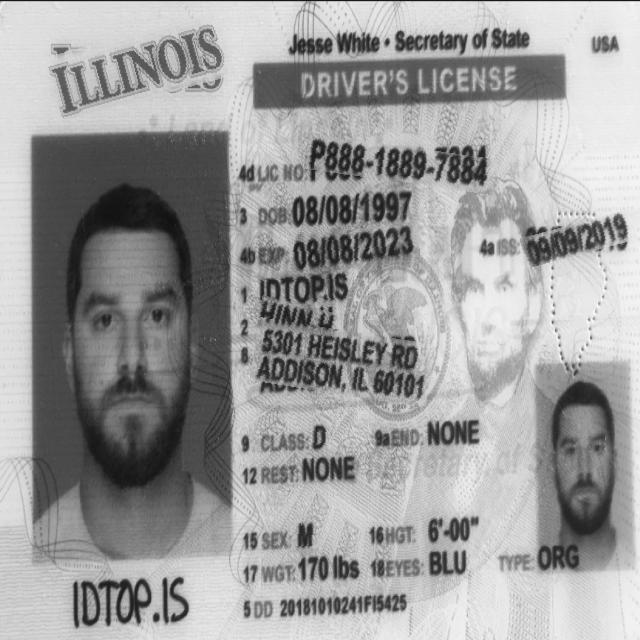 ILLINOIS
Jesse White • Secretary of State
USA
DRIVER'S LICENSE
4d LIC NO: P888-1889-7884
3 DOB: 08/08/1997
4b EXP: 08/08/2023
4a ISS: 09/09/2019
1 IDTOP.IS
2
8 5301 HEISLEY RD
ADDISON, IL 60101
9 CLASS: D 9a END: NONE
12 REST: NONE
15 SEX: M 16 HGT: 6'-00"
17 WGT: 170 lbs 18 EYES: BLU TYPE: ORG
5 DD 20181010241FI5425
IDTOP.IS